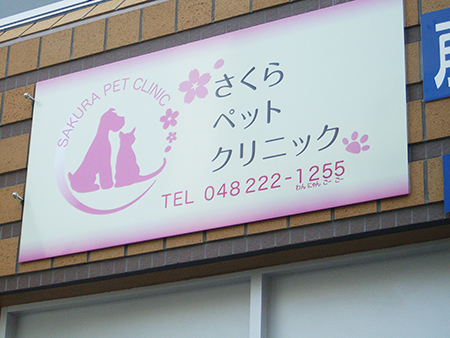 SAKURA PET CLINIC
さくら
ペット
クリニック
TEL 048 222-1255
わん にゃん ごー ごー